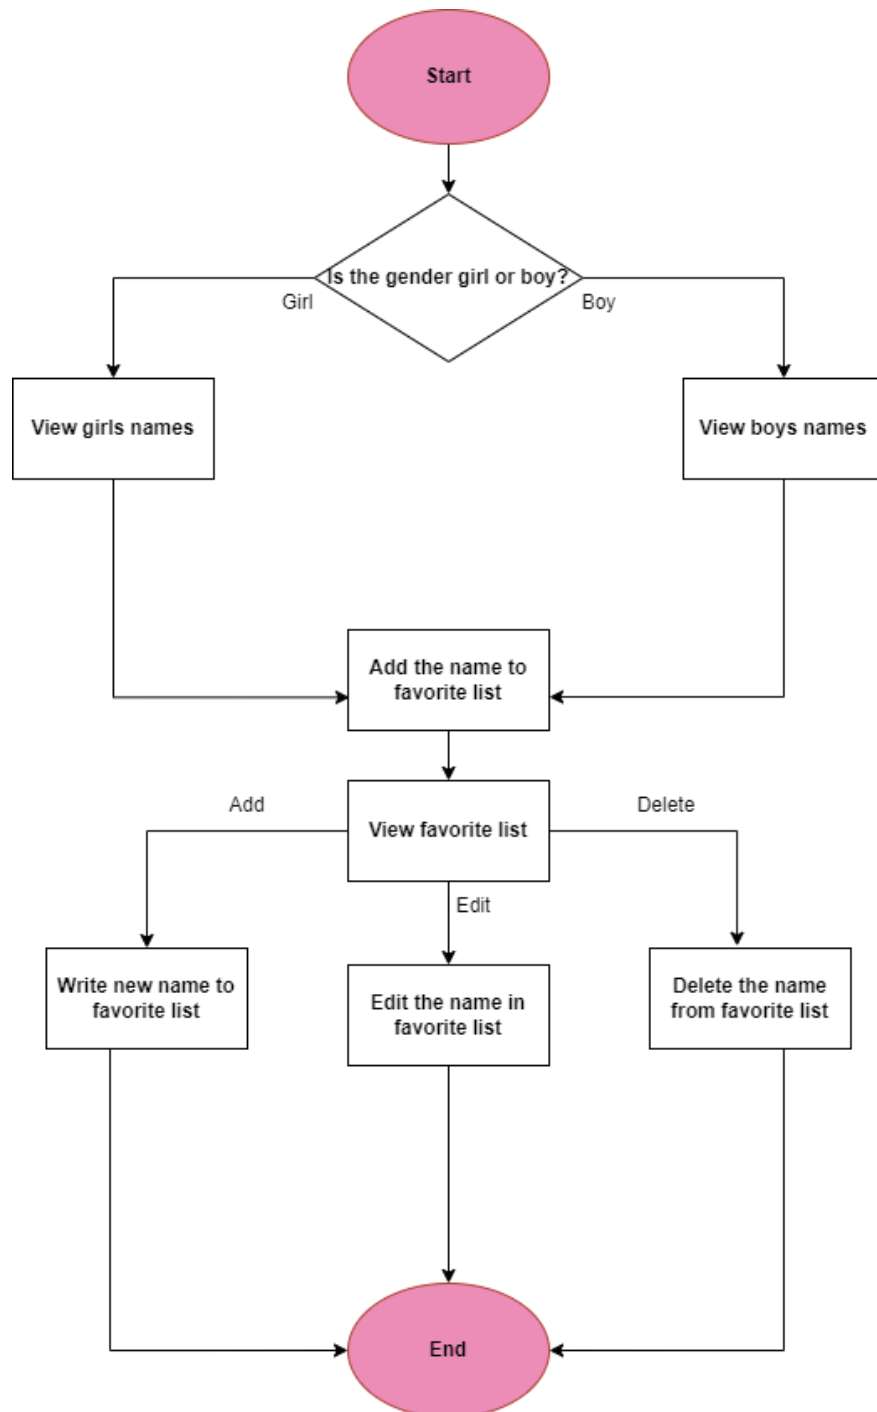 Start
Is the gender girl or boy?
Girl
Boy
View girls names
View boys names
Add the name to
favorite list
Add
View favorite list
Delete
Edit
Write new name to
favorite list
Edit the name in
favorite list
Delete the name
from favorite list
End